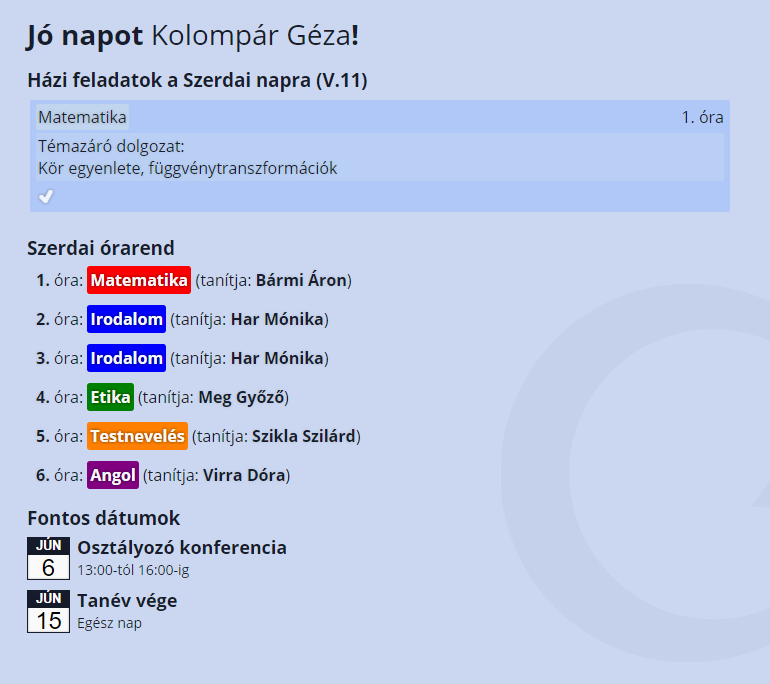 Jó napot Kolompár Géza!
Házi feladatok a Szerdai napra (V.11)
Matematika 1. óra
Témazáró dolgozat:
Kör egyenlete, függvénytranszformációk
Szerdai órarend
1. óra: Matematika (tanítja: Bármi Áron)
2. óra: Irodalom (tanítja: Har Mónika)
3. óra: Irodalom (tanítja: Har Mónika)
4. óra: Etika (tanítja: Meg Győző)
5. óra: Testnevelés (tanítja: Szikla Szilárd)
6. óra: Angol (tanítja: Virra Dóra)
Fontos dátumok
JÚN
6
Osztályozó konferencia
13:00-tól 16:00-ig
JÚN
15
Tanév vége
Egész nap